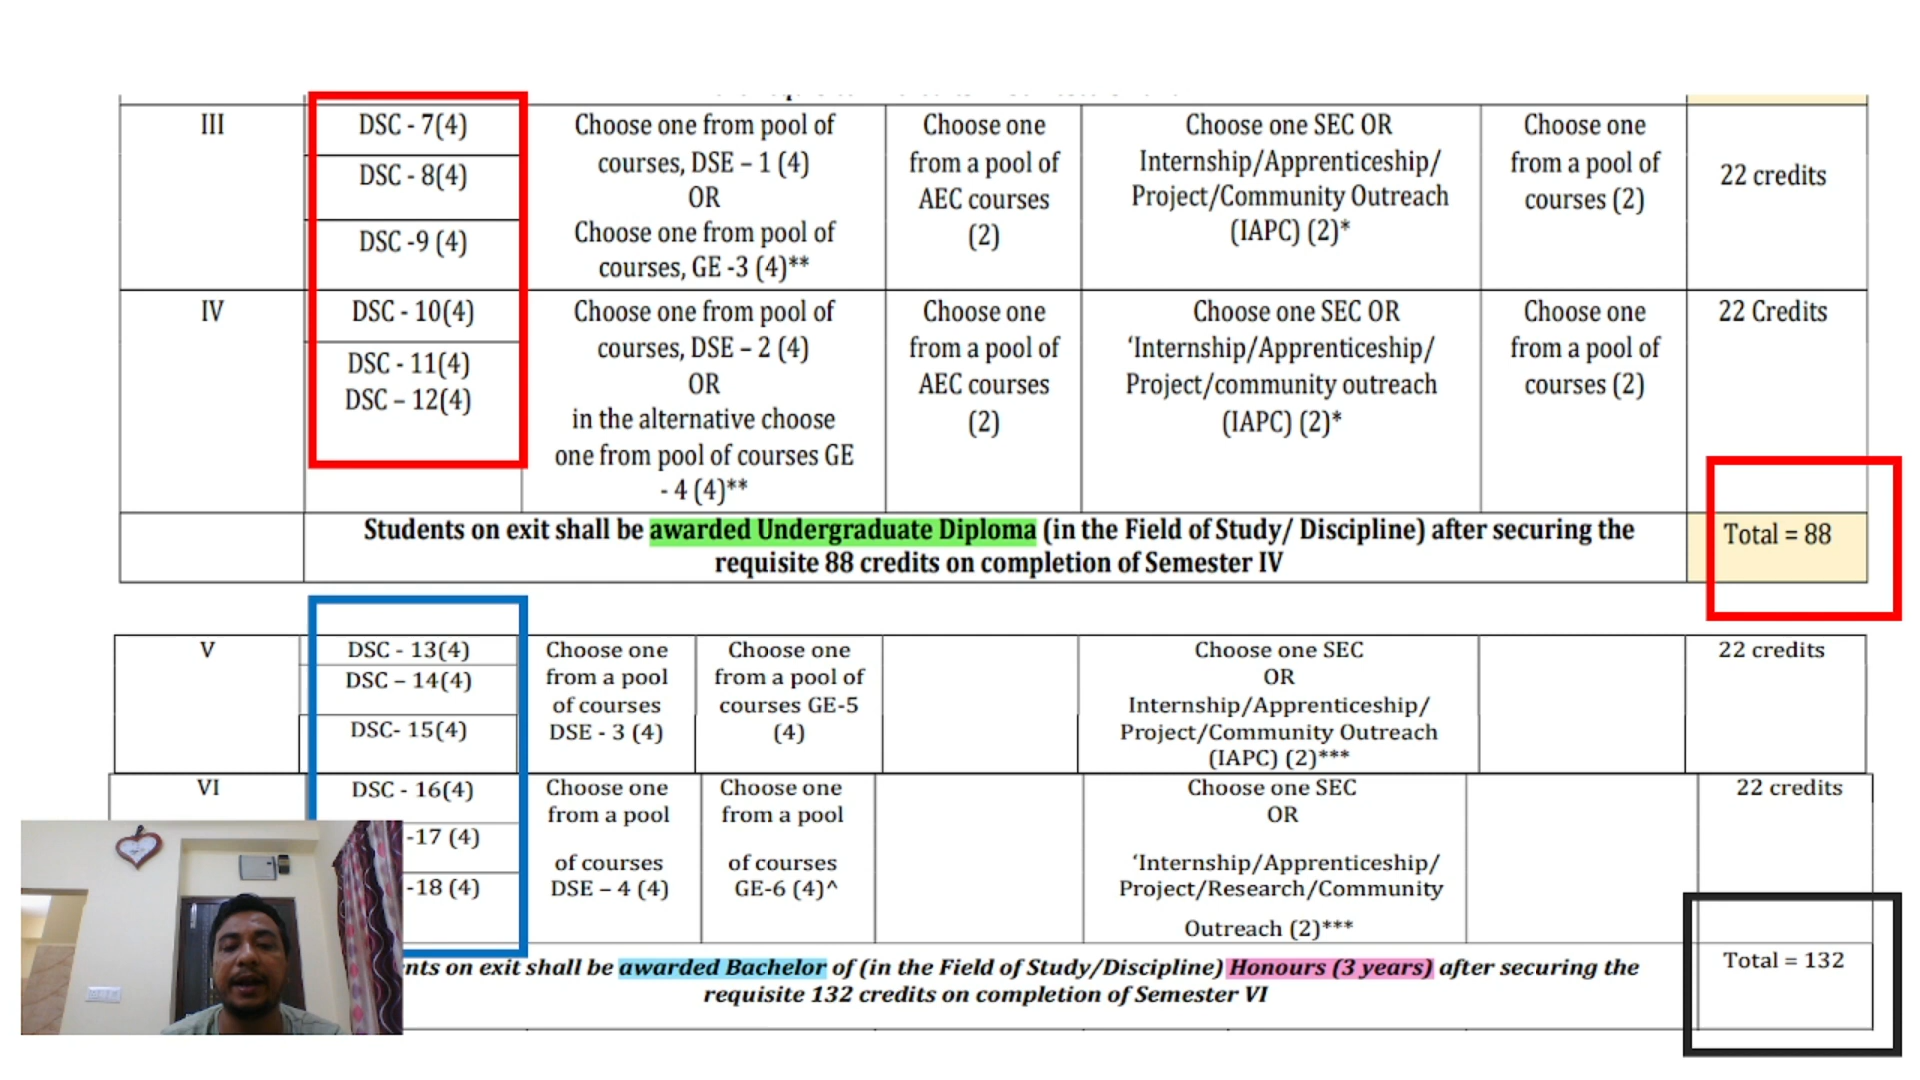 III
DSC - 7(4)
DSC - 8(4)
DSC -9 (4)
Choose one from pool of
courses, DSE – 1 (4)
OR
Choose one from pool of
courses, GE -3 (4)**
Choose one
from a pool of
AEC courses
(2)
Choose one SEC OR
Internship/Apprenticeship/
Project/Community Outreach
(IAPC) (2)*
Choose one
from a pool of
courses (2)
22 credits
IV
DSC - 10(4)
DSC - 11(4)
DSC – 12(4)
Choose one from pool of
courses, DSE – 2 (4)
OR
in the alternative choose
one from pool of courses GE
- 4 (4)**
Choose one
from a pool of
AEC courses
(2)
Choose one SEC OR
‘Internship/Apprenticeship/
Project/community outreach
(IAPC) (2)*
Choose one
from a pool of
courses (2)
22 Credits
Students on exit shall be awarded Undergraduate Diploma (in the Field of Study/ Discipline) after securing the
requisite 88 credits on completion of Semester IV
Total = 88
V
DSC - 13(4)
DSC – 14(4)
DSC- 15(4)
Choose one
from a pool
of courses
DSE - 3 (4)
Choose one
from a pool of
courses GE-5
(4)
Choose one SEC
OR
Internship/Apprenticeship/
Project/Community Outreach
(IAPC) (2)***
22 credits
VI
DSC - 16(4)
-17 (4)
-18 (4)
Choose one
from a pool
of courses
DSE – 4 (4)
Choose one
from a pool
of courses
GE-6 (4)^
Choose one SEC
OR
‘Internship/Apprenticeship/
Project/Research/Community
Outreach (2)***
22 credits
nts on exit shall be awarded Bachelor of (in the Field of Study/Discipline) Honours (3 years) after securing the
requisite 132 credits on completion of Semester VI
Total = 132